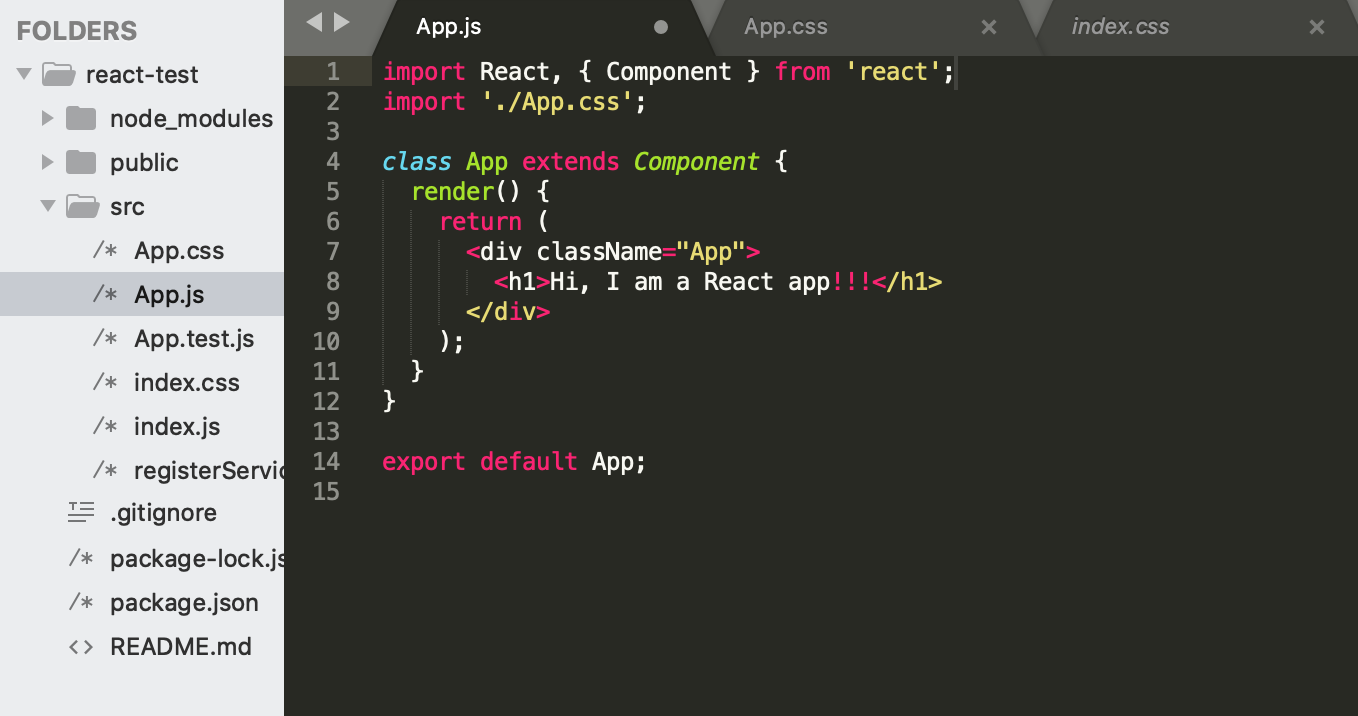 FOLDERS
react-test
node_modules
public
src
/* App.css
/* App.js
/* App.test.js
/* index.css
/* index.js
/* registerServic
.gitignore
/* package-lock.js
/* package.json
<> README.md
App.js
App.css
index.css
1 import React, { Component } from 'react';
2 import './App.css';
3
4 class App extends Component {
5   render() {
6     return (
7       <div className="App">
8         <h1>Hi, I am a React app!!!</h1>
9       </div>
10     );
11   }
12 }
13
14 export default App;
15